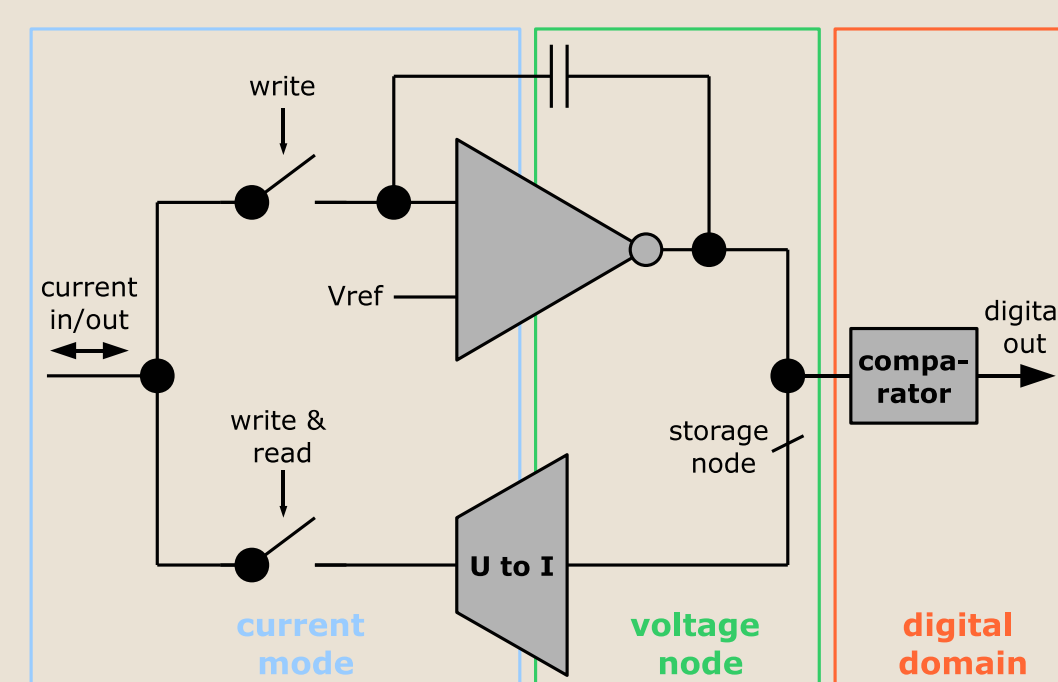 write
Vref
current
in/out
write &
read
storage
node
U to I
compa-
rator
digita
out
current
mode
voltage
node
digital
domain